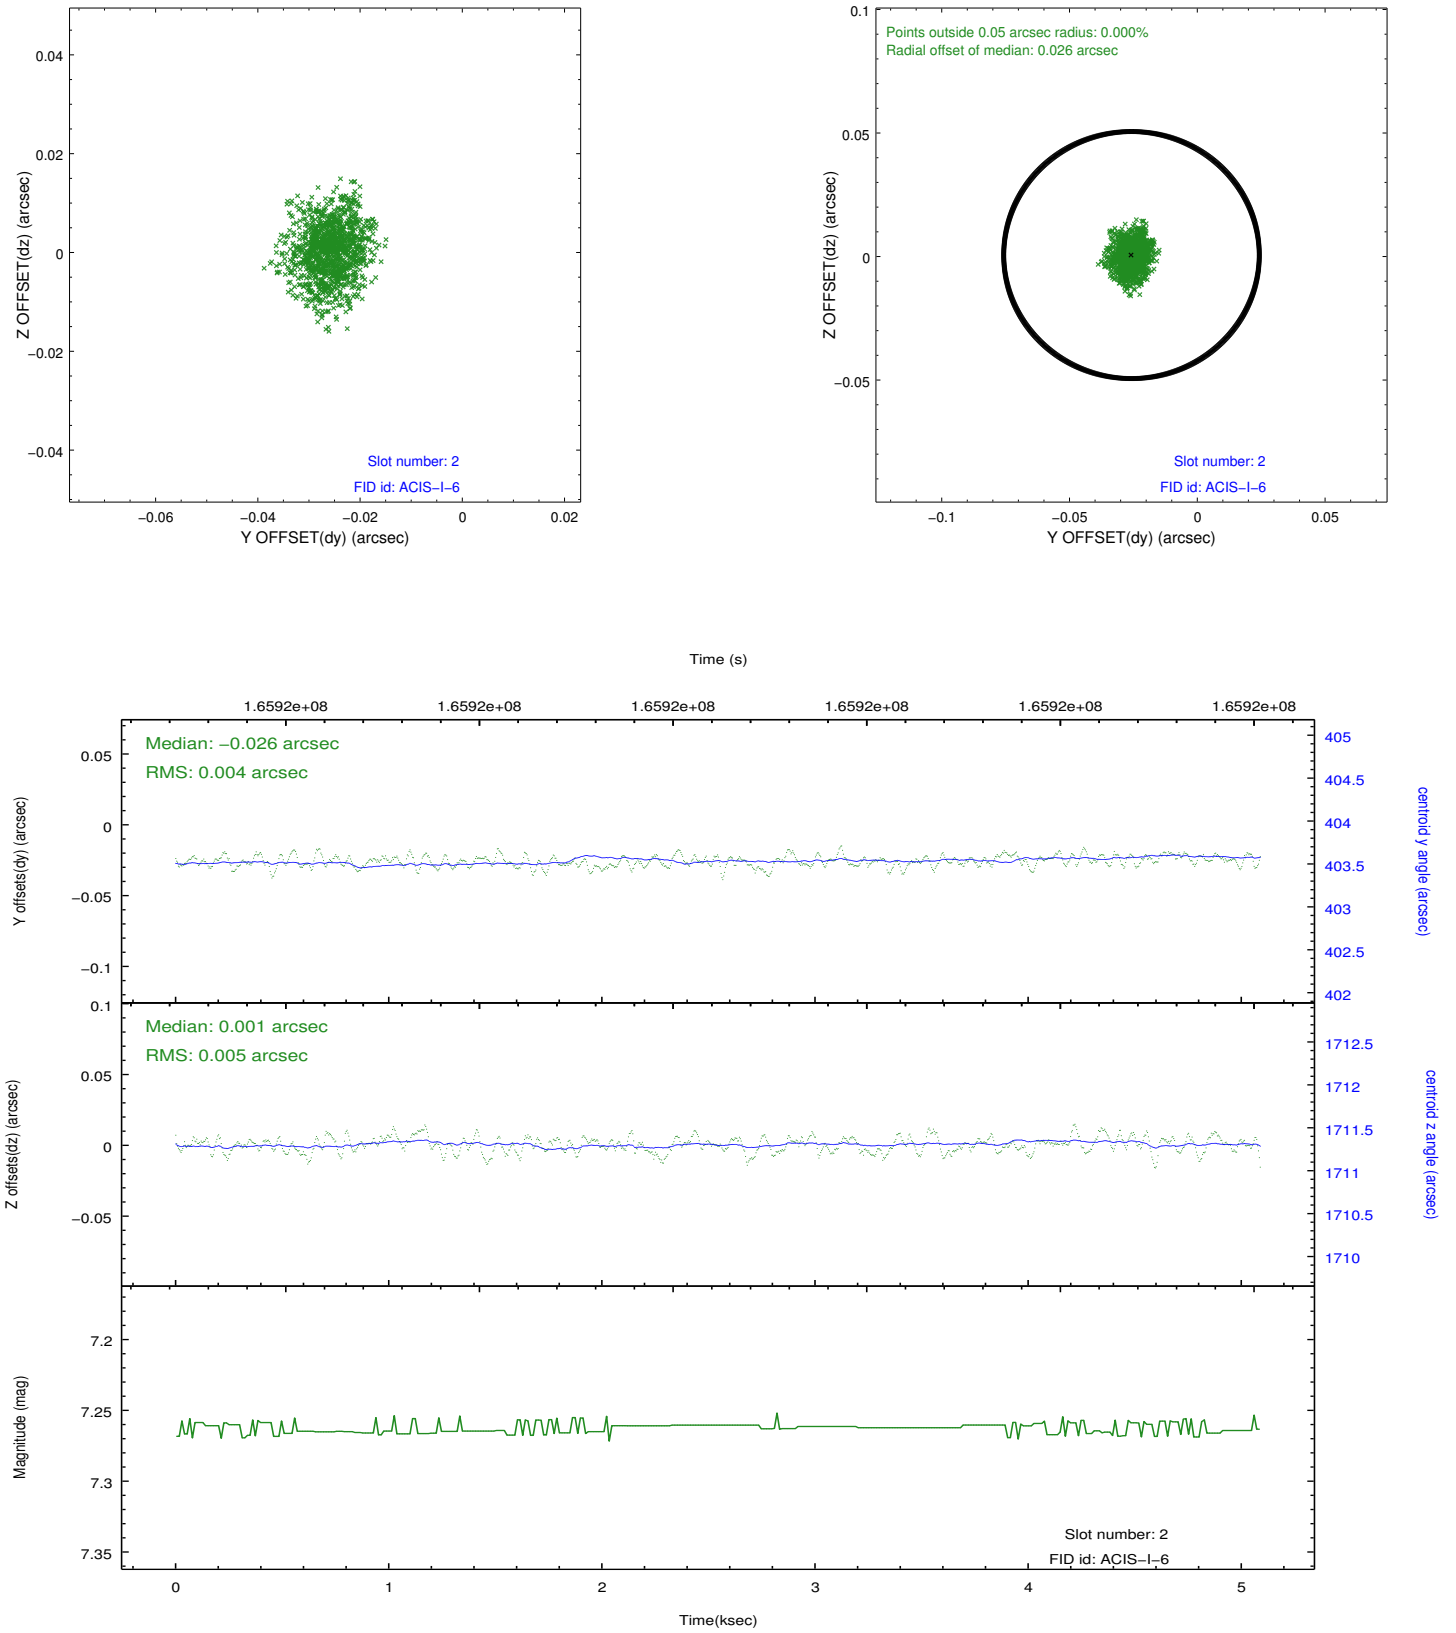 0.04
0.02
0
−0.02
−0.04
Z OFFSET(dz) (arcsec)
Slot number: 2
FID id: ACIS−I−6
−0.06
−0.04
−0.02
0
0.02
Y OFFSET(dy) (arcsec)
0.1
0.05
0
−0.05
Z OFFSET(dz) (arcsec)
Points outside 0.05 arcsec radius: 0.000%
Radial offset of median: 0.026 arcsec
Slot number: 2
FID id: ACIS−I−6
−0.1
−0.05
0
0.05
Y OFFSET(dy) (arcsec)
Time (s)
1.6592e+08
1.6592e+08
1.6592e+08
1.6592e+08
1.6592e+08
1.6592e+08
Median: −0.026 arcsec
RMS: 0.004 arcsec
0.05
0
−0.05
−0.1
Y offsets(dy) (arcsec)
405
404.5
404
403.5
403
402.5
402
centroid y angle (arcsec)
Median: 0.001 arcsec
RMS: 0.005 arcsec
0.1
0.05
0
−0.05
Z offsets(dz) (arcsec)
1712.5
1712
1711.5
1711
1710.5
1710
centroid z angle (arcsec)
7.2
7.25
7.3
7.35
Magnitude (mag)
Slot number: 2
FID id: ACIS−I−6
0
1
2
3
4
5
Time(ksec)